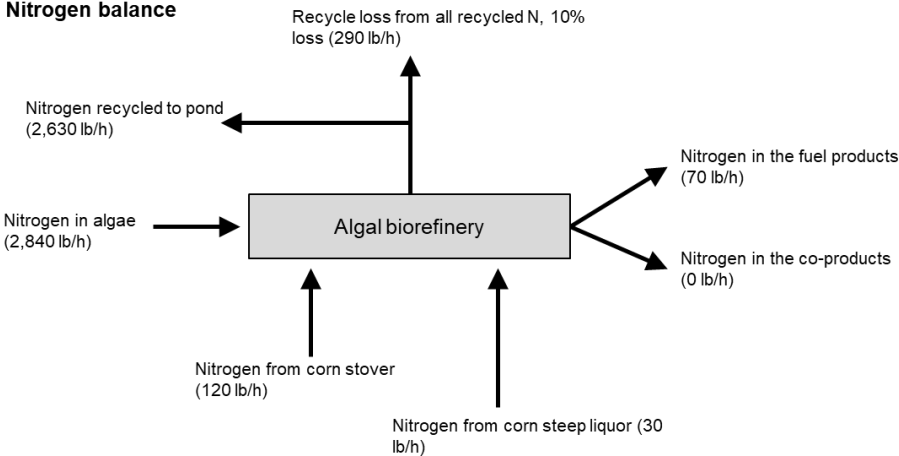 Nitrogen balance
Recycle loss from all recycled N, 10%
loss (290 lb/h)
Nitrogen recycled to pond
(2,630 lb/h)
Nitrogen in the fuel products
(70 lb/h)
Nitrogen in algae
(2,840 lb/h)
Algal biorefinery
Nitrogen in the co-products
(0 lb/h)
Nitrogen from corn stover
(120 lb/h)
Nitrogen from corn steep liquor (30
lb/h)